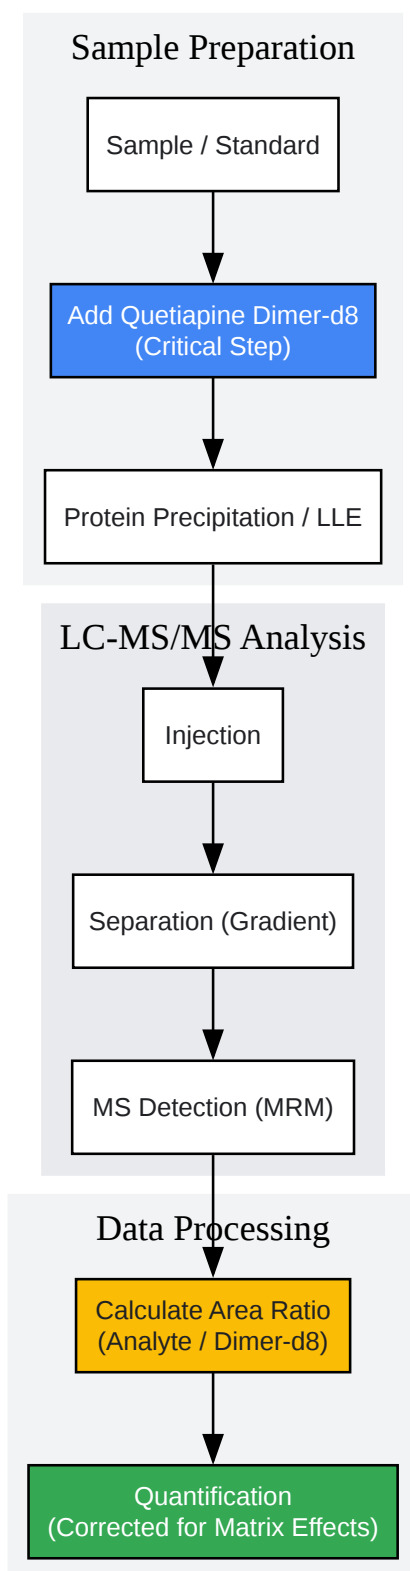 Sample Preparation
Sample / Standard
Add Quetiapine Dimer-d8
(Critical Step)
Protein Precipitation / LLE
LC-MS/MS Analysis
Injection
Separation (Gradient)
MS Detection (MRM)
Data Processing
Calculate Area Ratio
(Analyte / Dimer-d8)
Quantification
(Corrected for Matrix Effects)